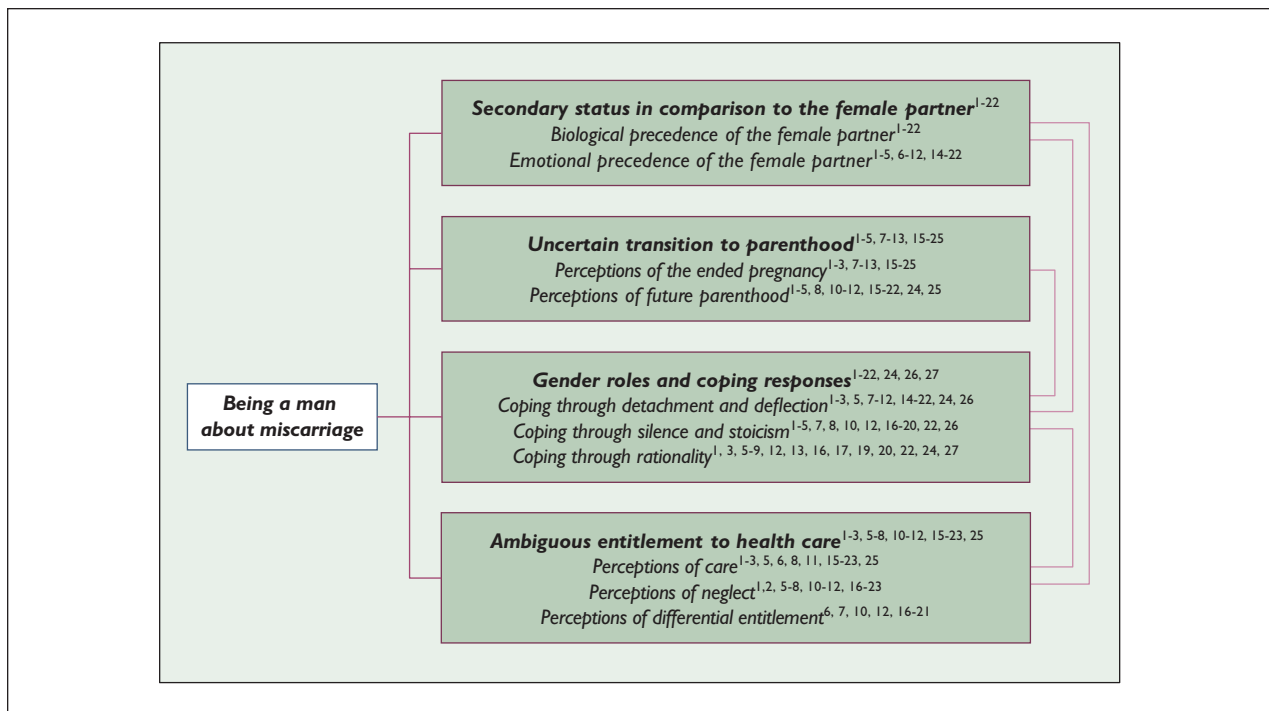 Secondary status in comparison to the female partner1-22
Biological precedence of the female partner1-22
Emotional precedence of the female partner1-5, 6-12, 14-22
Uncertain transition to parenthood1-5, 7-13, 15-25
Perceptions of the ended pregnancy1-3, 7-13, 15-25
Perceptions of future parenthood1-5, 8, 10-12, 15-22, 24, 25
Being a man
about miscarriage
Gender roles and coping responses1-22, 24, 26, 27
Coping through detachment and deflection1-3, 5, 7-12, 14-22, 24, 26
Coping through silence and stoicism1-5, 7, 8, 10, 12, 16-20, 22, 26
Coping through rationality1, 3, 5-9, 12, 13, 16, 17, 19, 20, 22, 24, 27
Ambiguous entitlement to health care1-3, 5-8, 10-12, 15-23, 25
Perceptions of care1-3, 5, 6, 8, 11, 15-23, 25
Perceptions of neglect1,2, 5-8, 10-12, 16-23
Perceptions of differential entitlement6, 7, 10, 12, 16-21